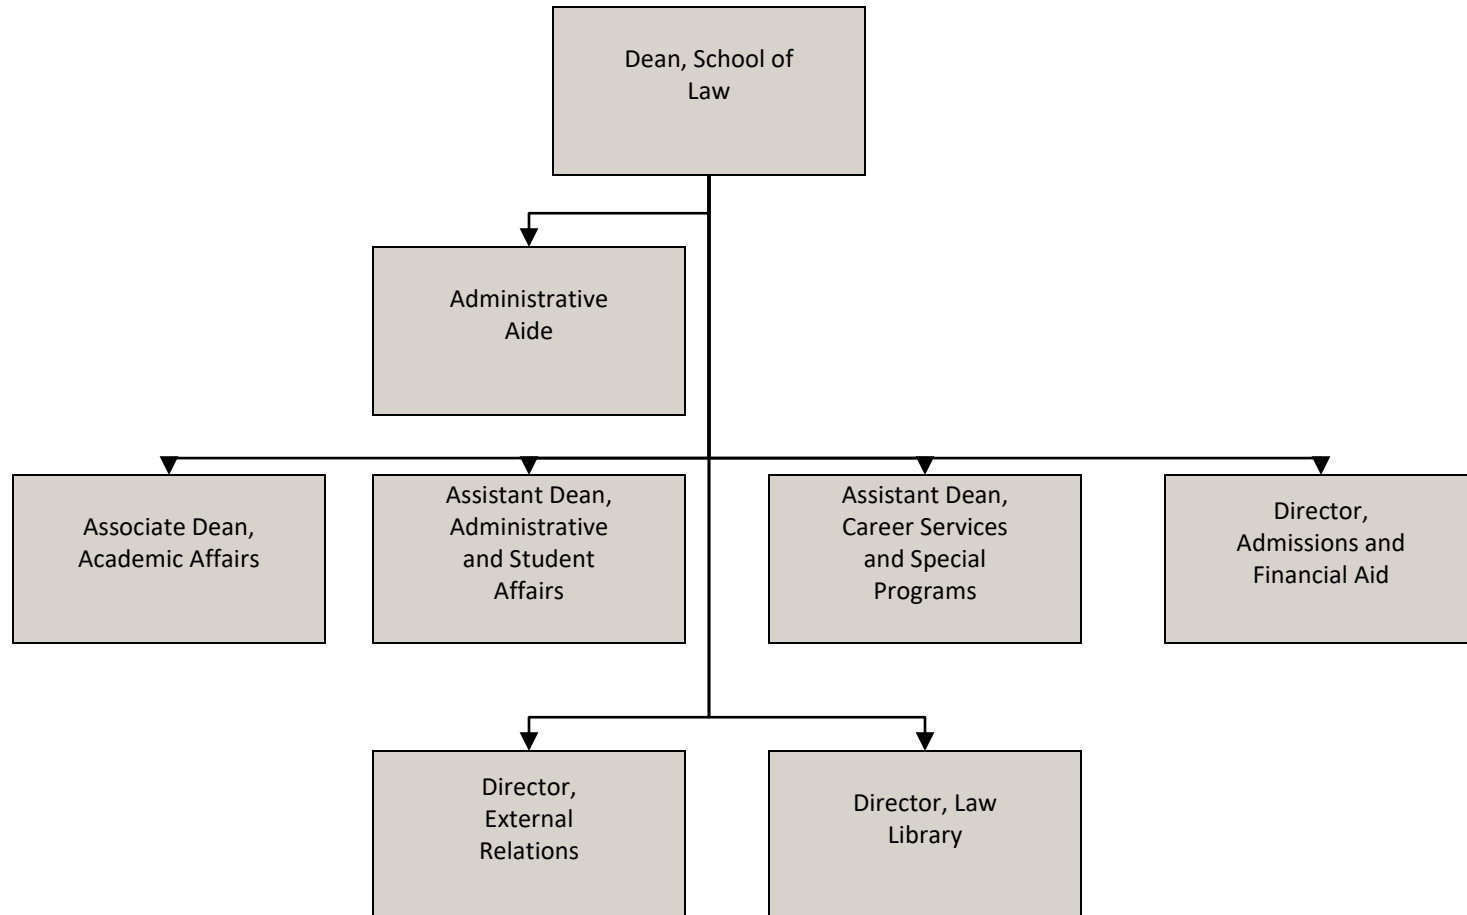 Dean, School of
Law
Administrative
Aide
Associate Dean,
Academic Affairs
Assistant Dean,
Administrative
and Student
Affairs
Assistant Dean,
Career Services
and Special
Programs
Director,
Admissions and
Financial Aid
Director,
External
Relations
Director, Law
Library